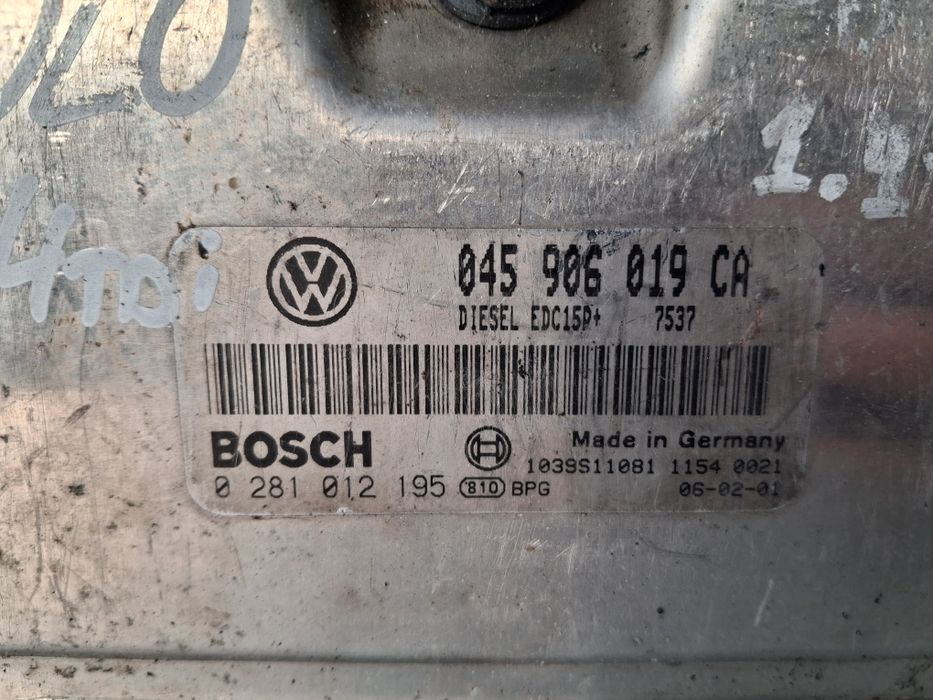 1.
4TDi
045 906 019 CA
DIESEL EDC15P+ 7537
BOSCH
Made in Germany
1039S11081 1154 0021
0 281 012 195 810 BPG 06-02-01